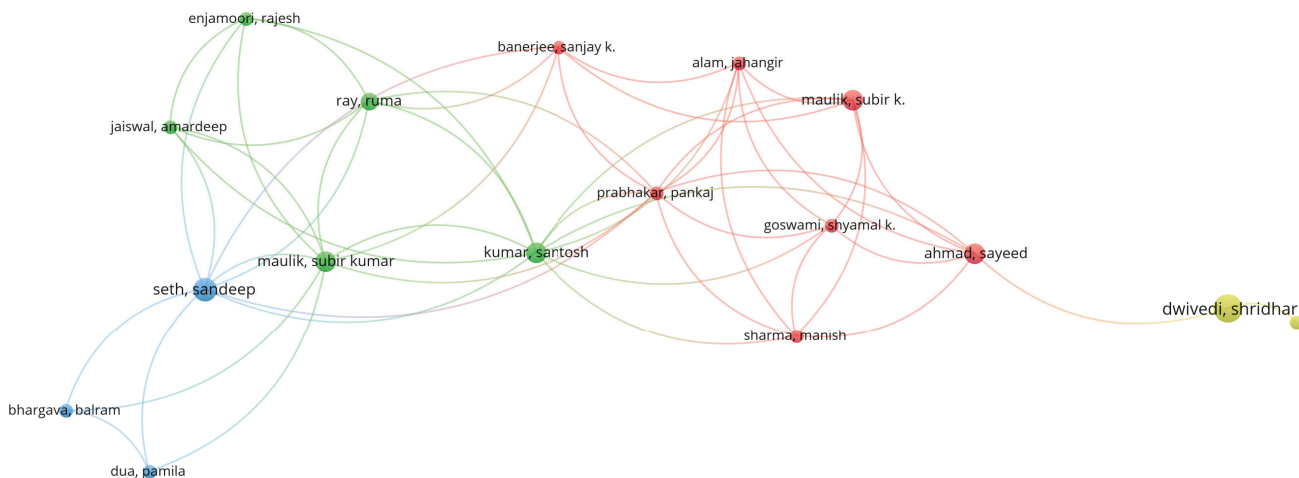 enjamoori, rajesh
banerjee, sanjay k.
alam, jahangir
ray, ruma
maulik, subir k.
jaiswal, amardeep
prabhakar, pankaj
goswami, shyamal k.
maulik, subir kumar
kumar, santosh
ahmad, sayeed
seth, sandeep
dwivedi, shridhar
sharma, manish
bhargava, balram
dua, pamila